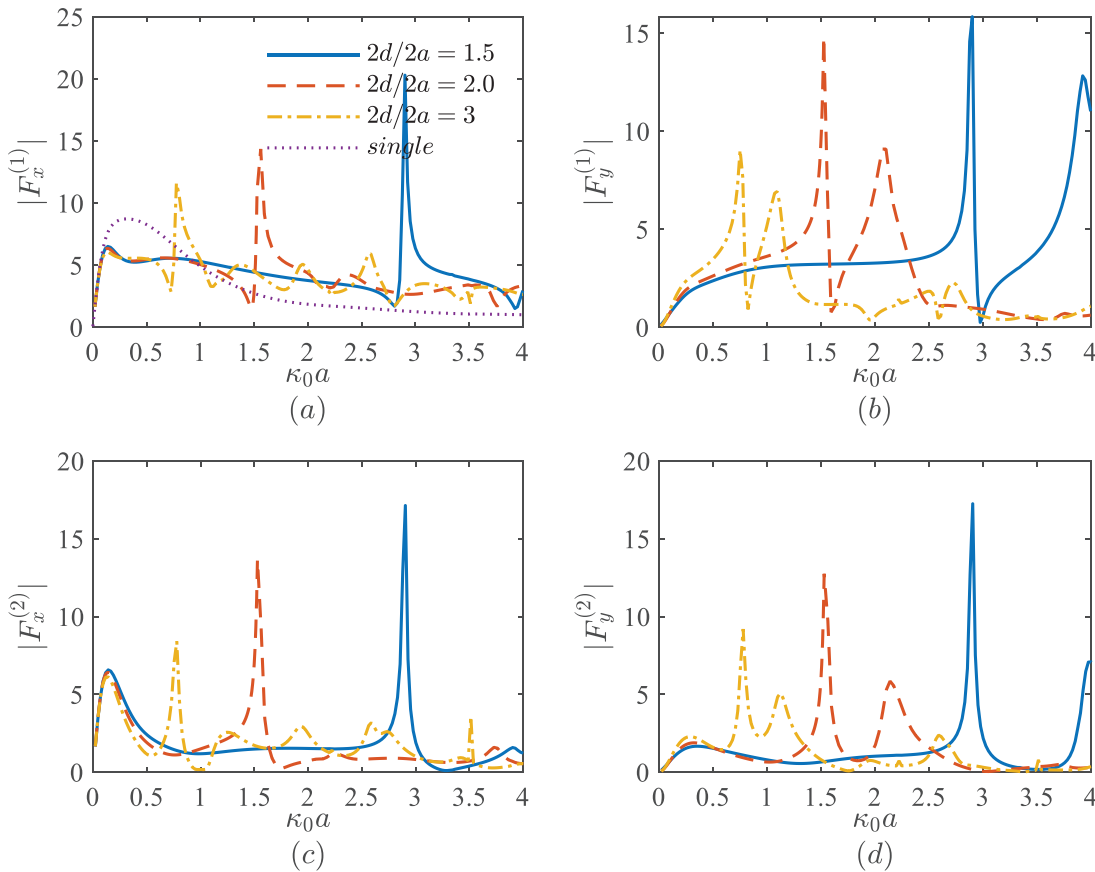 25
20
15
10
5
0
0 0.5 1 1.5 2 2.5 3 3.5 4
|F_x^{(1)}|
κ_0a
2d/2a = 1.5
2d/2a = 2.0
2d/2a = 3
single
(a)
15
10
5
0
0 0.5 1 1.5 2 2.5 3 3.5 4
|F_y^{(1)}|
κ_0a
(b)
20
15
10
5
0
0 0.5 1 1.5 2 2.5 3 3.5 4
|F_x^{(2)}|
κ_0a
(c)
20
15
10
5
0
0 0.5 1 1.5 2 2.5 3 3.5 4
|F_y^{(2)}|
κ_0a
(d)